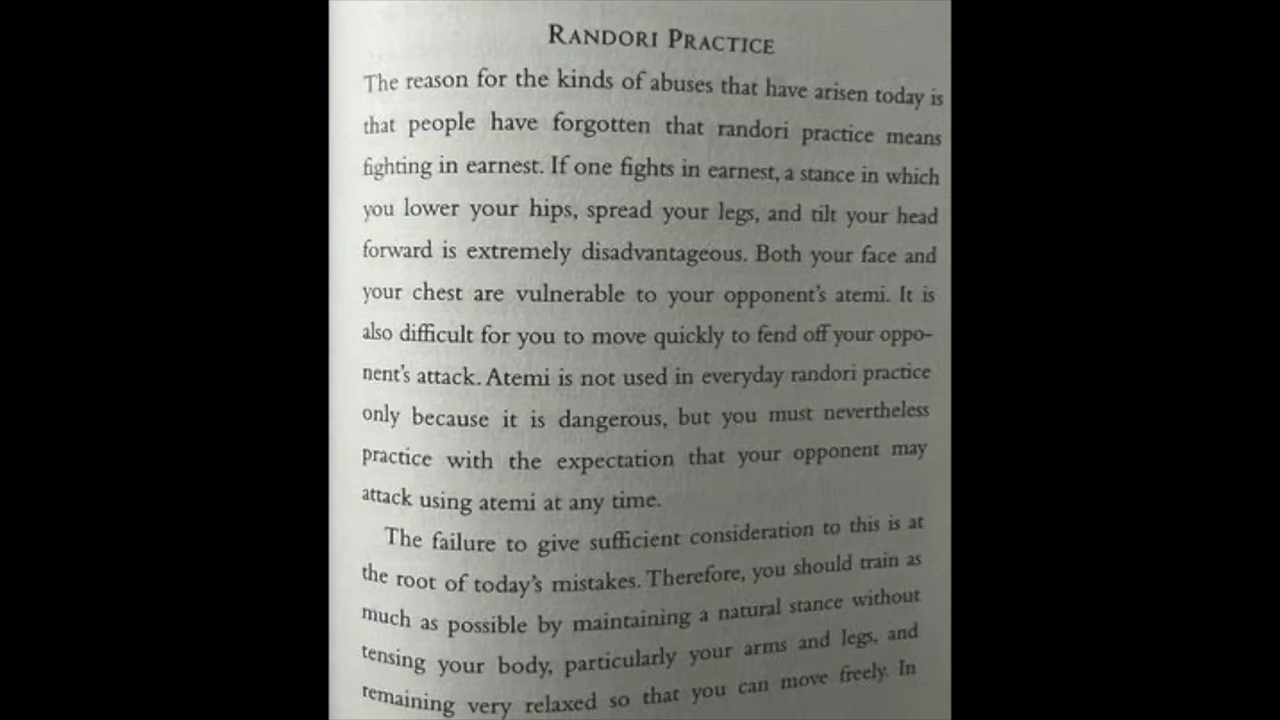 RANDORI PRACTICE
The reason for the kinds of abuses that have arisen today is
that people have forgotten that randori practice means
fighting in earnest. If one fights in earnest, a stance in which
you lower your hips, spread your legs, and tilt your head
forward is extremely disadvantageous. Both your face and
your chest are vulnerable to your opponent's atemi. It is
also difficult for you to move quickly to fend off your oppo-
nent's attack. Atemi is not used in everyday randori practice
only because it is dangerous, but you must nevertheless
practice with the expectation that your opponent may
attack using atemi at any time.
The failure to give sufficient consideration to this is at
the root of today's mistakes. Therefore, you should train as
much as possible by maintaining a natural stance without
tensing your body, particularly your arms and legs, and
remaining very relaxed so that you can move freely. In